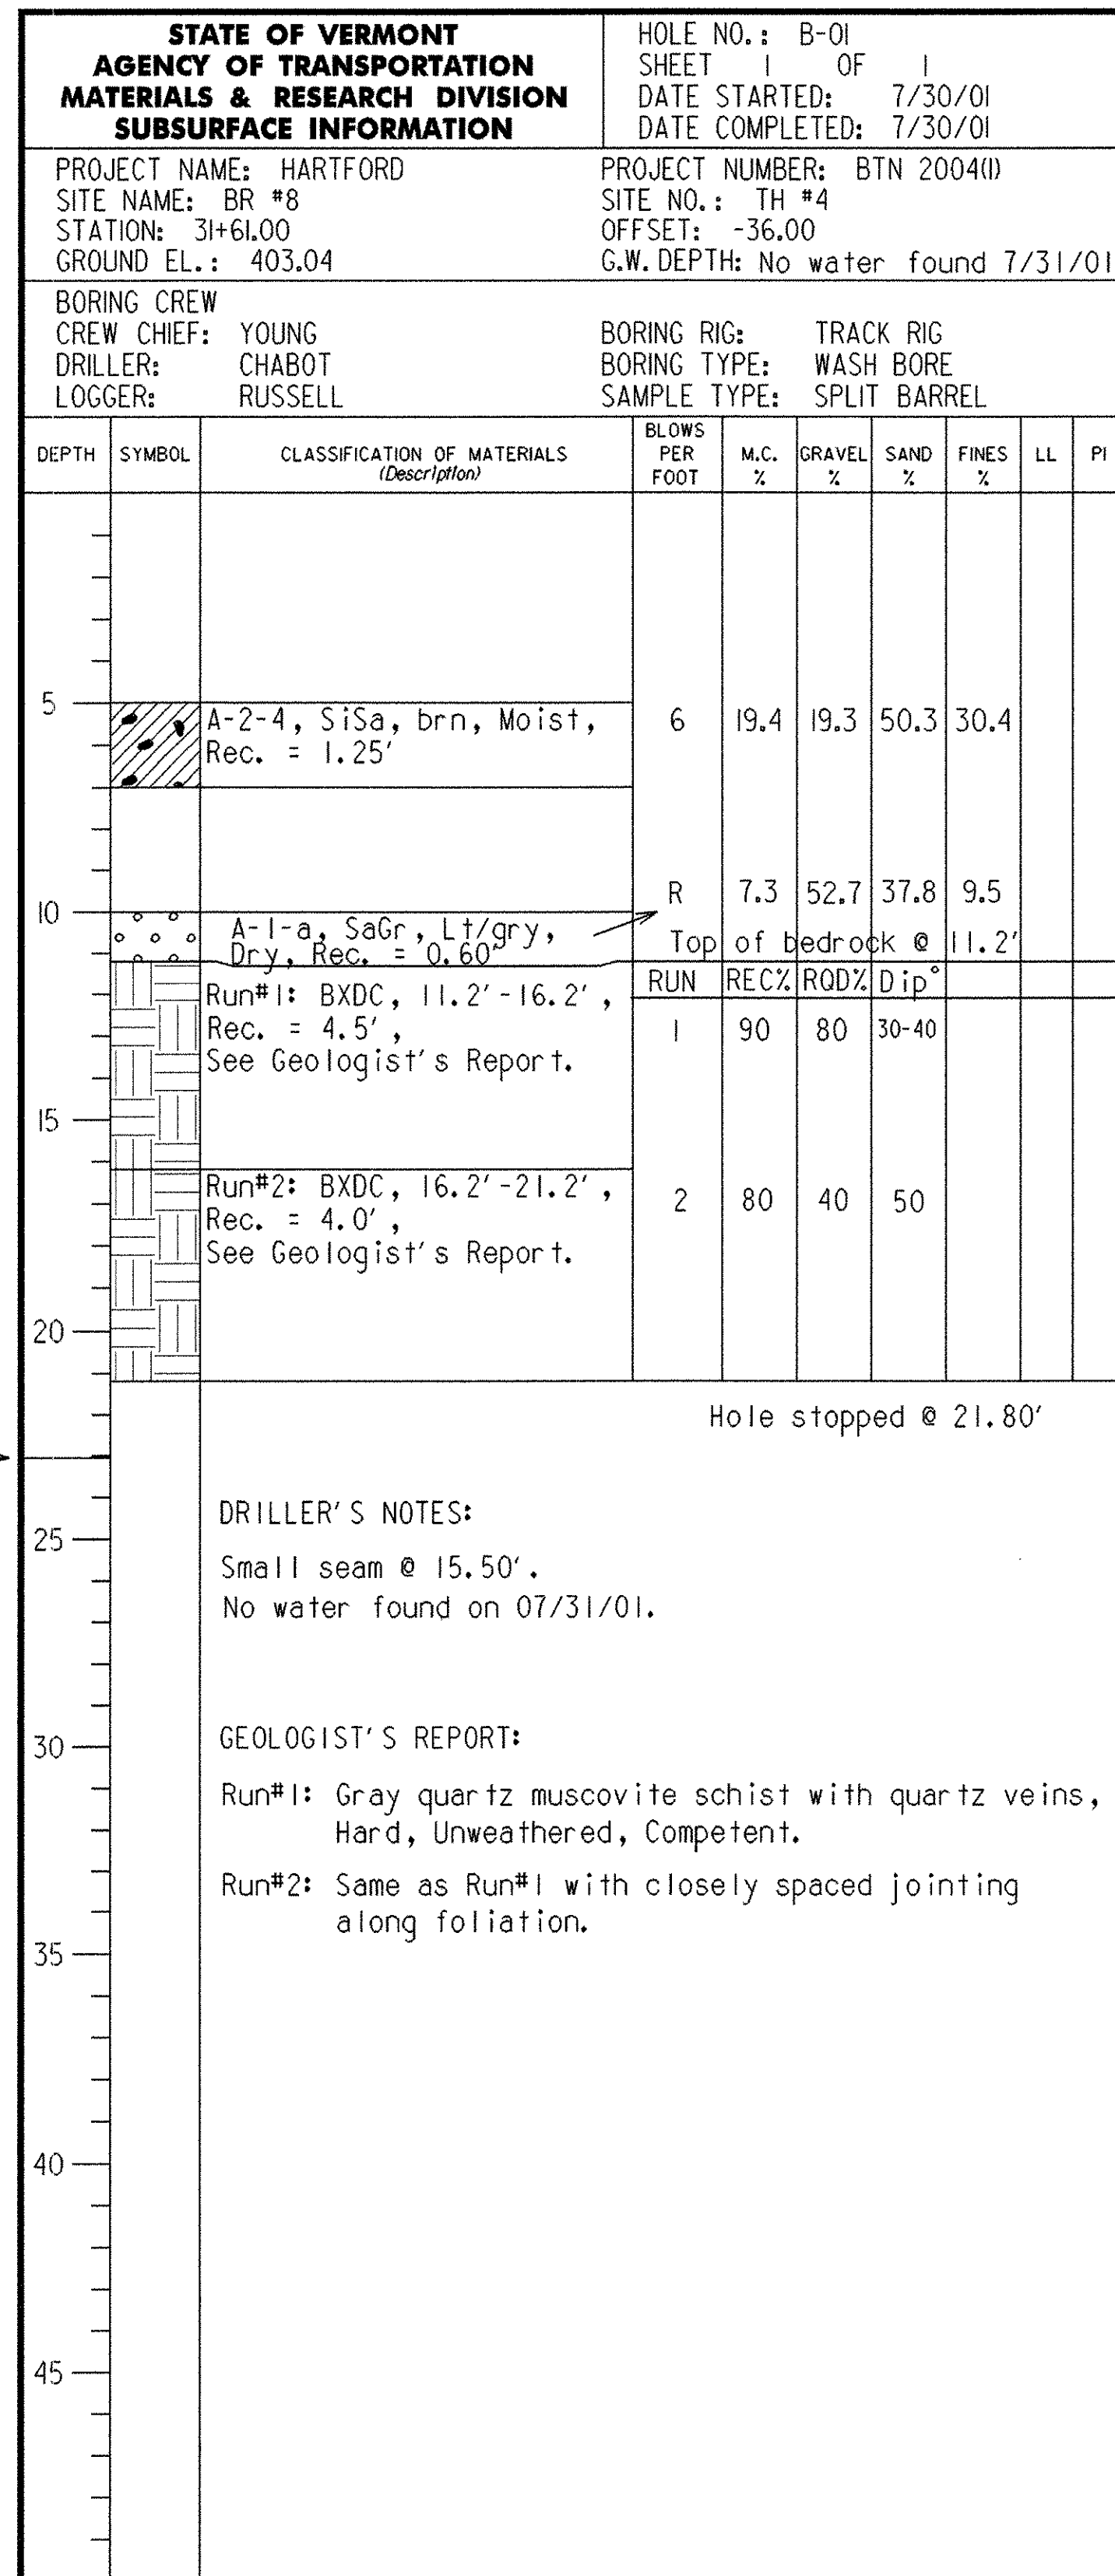 STATE OF VERMONT
AGENCY OF TRANSPORTATION
MATERIALS & RESEARCH DIVISION
SUBSURFACE INFORMATION
HOLE NO.: B-01
SHEET 1 OF 1
DATE STARTED: 7/30/01
DATE COMPLETED: 7/30/01
PROJECT NAME: HARTFORD
SITE NAME: BR #8
STATION: 31+61.00
GROUND EL.: 403.04
PROJECT NUMBER: BTN 2004(1)
SITE NO.: TH #4
OFFSET: -36.00
G.W. DEPTH: No water found 7/31/01
BORING CREW
CREW CHIEF: YOUNG
DRILLER: CHABOT
LOGGER: RUSSELL
BORING RIG: TRACK RIG
BORING TYPE: WASH BORE
SAMPLE TYPE: SPLIT BARREL
DEPTH SYMBOL CLASSIFICATION OF MATERIALS (Description) BLOWS PER FOOT M.C. % GRAVEL % SAND % FINES % LL PI
5
A-2-4, SiSa, brn, Moist, 6 19.4 19.3 50.3 30.4
Rec. = 1.25'
R 7.3 52.7 37.8 9.5
10
A-1-a, SaGr, Lt/gry,
Dry, Rec. = 0.60'
Top of bedrock @ 11.2'
RUN REC% RQD% Dip°
Run#1: BXDC, 11.2'-16.2',
Rec. = 4.5', 1 90 80 30-40
See Geologist's Report.
15
Run#2: BXDC, 16.2'-21.2',
Rec. = 4.0', 2 80 40 50
See Geologist's Report.
20
Hole stopped @ 21.80'
DRILLER'S NOTES:
25
Small seam @ 15.50'.
No water found on 07/31/01.
GEOLOGIST'S REPORT:
30
Run#1: Gray quartz muscovite schist with quartz veins,
Hard, Unweathered, Competent.
Run#2: Same as Run#1 with closely spaced jointing
along foliation.
35
40
45